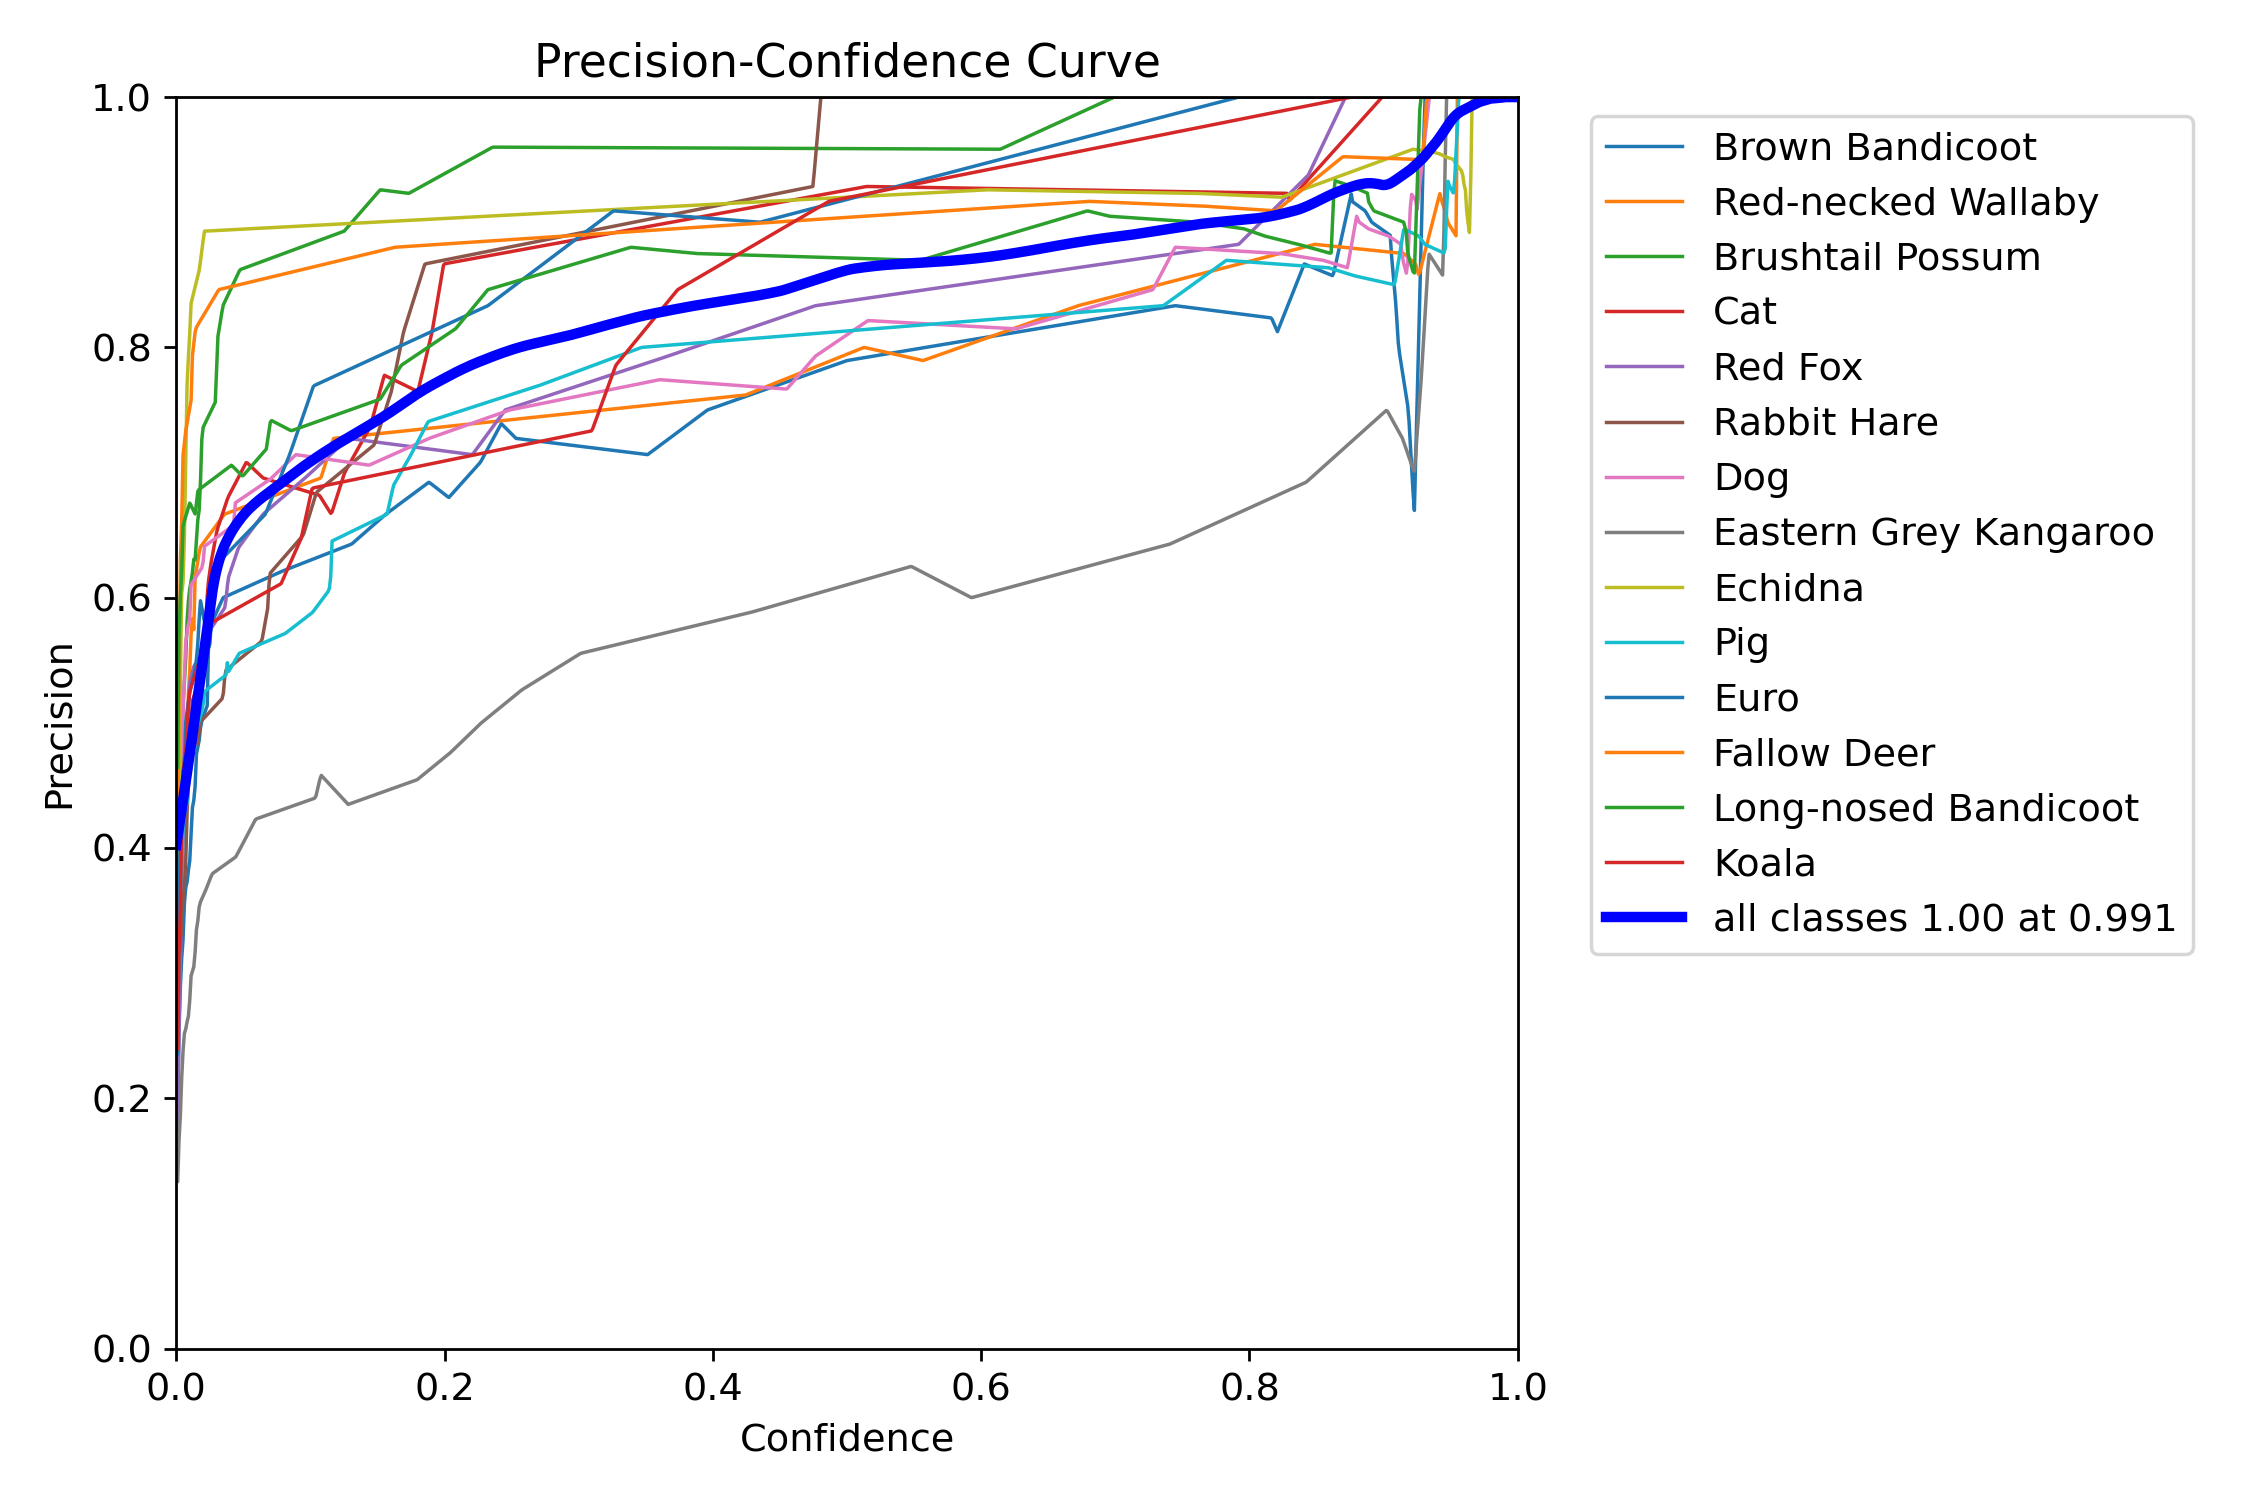 Precision-Confidence Curve
1.0
0.8
0.6
0.4
0.2
0.0
Precision
0.0 0.2 0.4 0.6 0.8 1.0
Confidence
Brown Bandicoot
Red-necked Wallaby
Brushtail Possum
Cat
Red Fox
Rabbit Hare
Dog
Eastern Grey Kangaroo
Echidna
Pig
Euro
Fallow Deer
Long-nosed Bandicoot
Koala
all classes 1.00 at 0.991